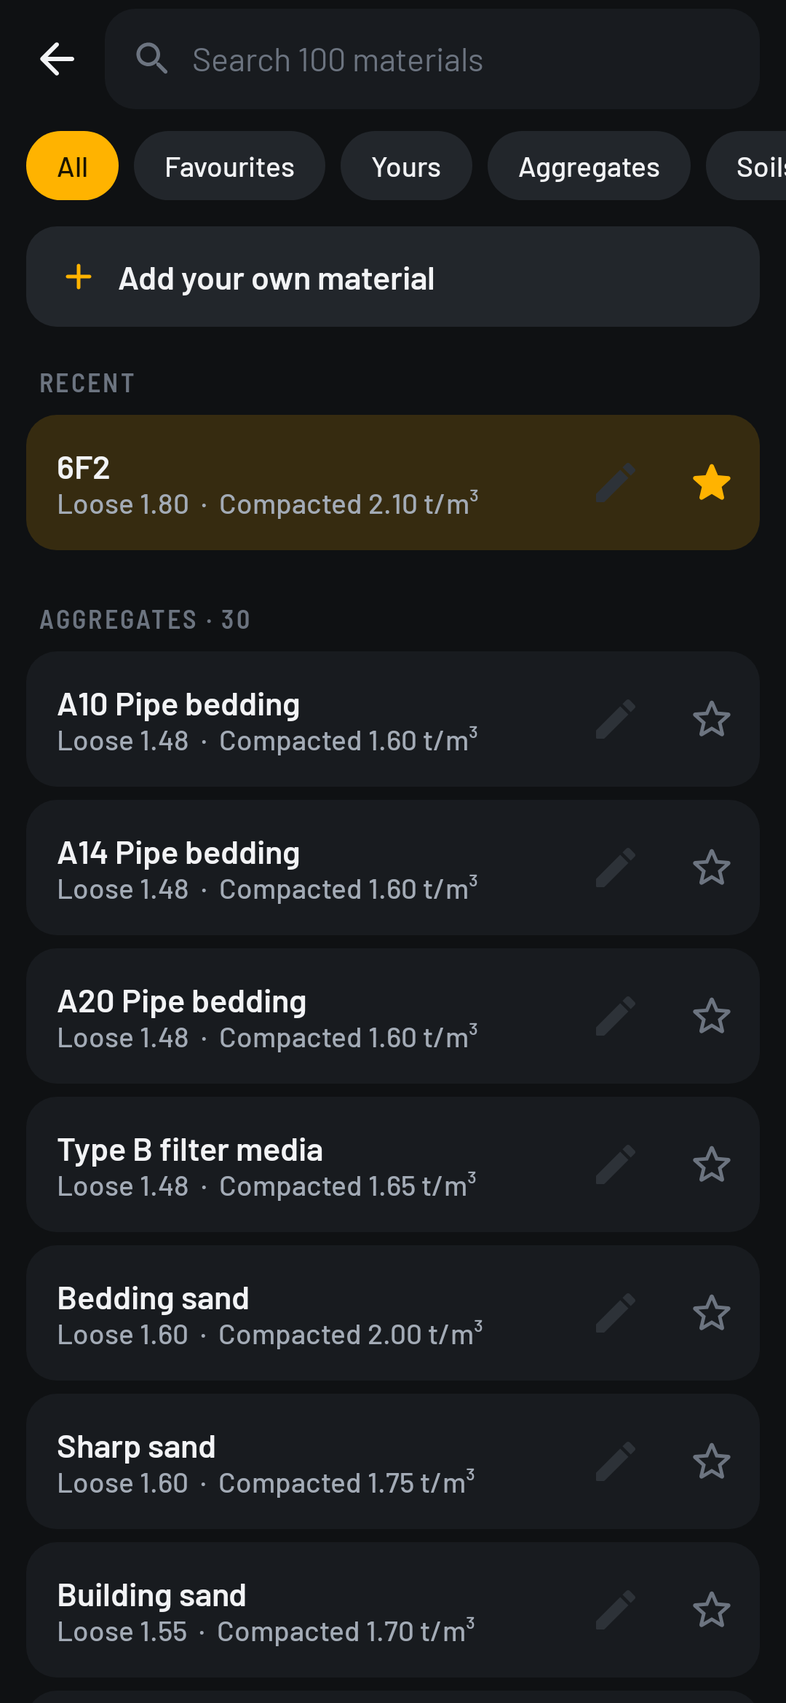 Search 100 materials
All
Favourites
Yours
Aggregates
Soils
Add your own material
RECENT
6F2
Loose 1.80 · Compacted 2.10 t/m³
AGGREGATES · 30
A10 Pipe bedding
Loose 1.48 · Compacted 1.60 t/m³
A14 Pipe bedding
Loose 1.48 · Compacted 1.60 t/m³
A20 Pipe bedding
Loose 1.48 · Compacted 1.60 t/m³
Type B filter media
Loose 1.48 · Compacted 1.65 t/m³
Bedding sand
Loose 1.60 · Compacted 2.00 t/m³
Sharp sand
Loose 1.60 · Compacted 1.75 t/m³
Building sand
Loose 1.55 · Compacted 1.70 t/m³